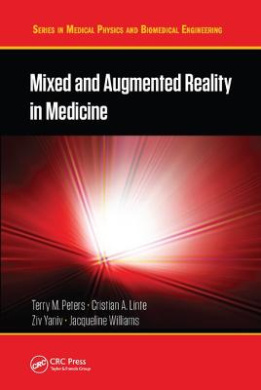 SERIES IN MEDICAL PHYSICS AND BIOMEDICAL ENGINEERING
Mixed and Augmented Reality
in Medicine
Terry M. Peters · Cristian A. Linte
Ziv Yaniv · Jacqueline Williams
CRC Press
Taylor & Francis Group